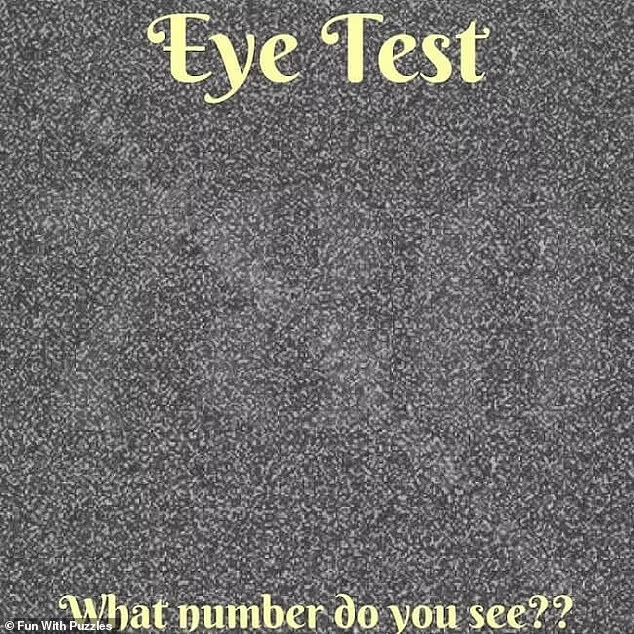 Eye Test
What number do you see??
© Fun With Puzzles